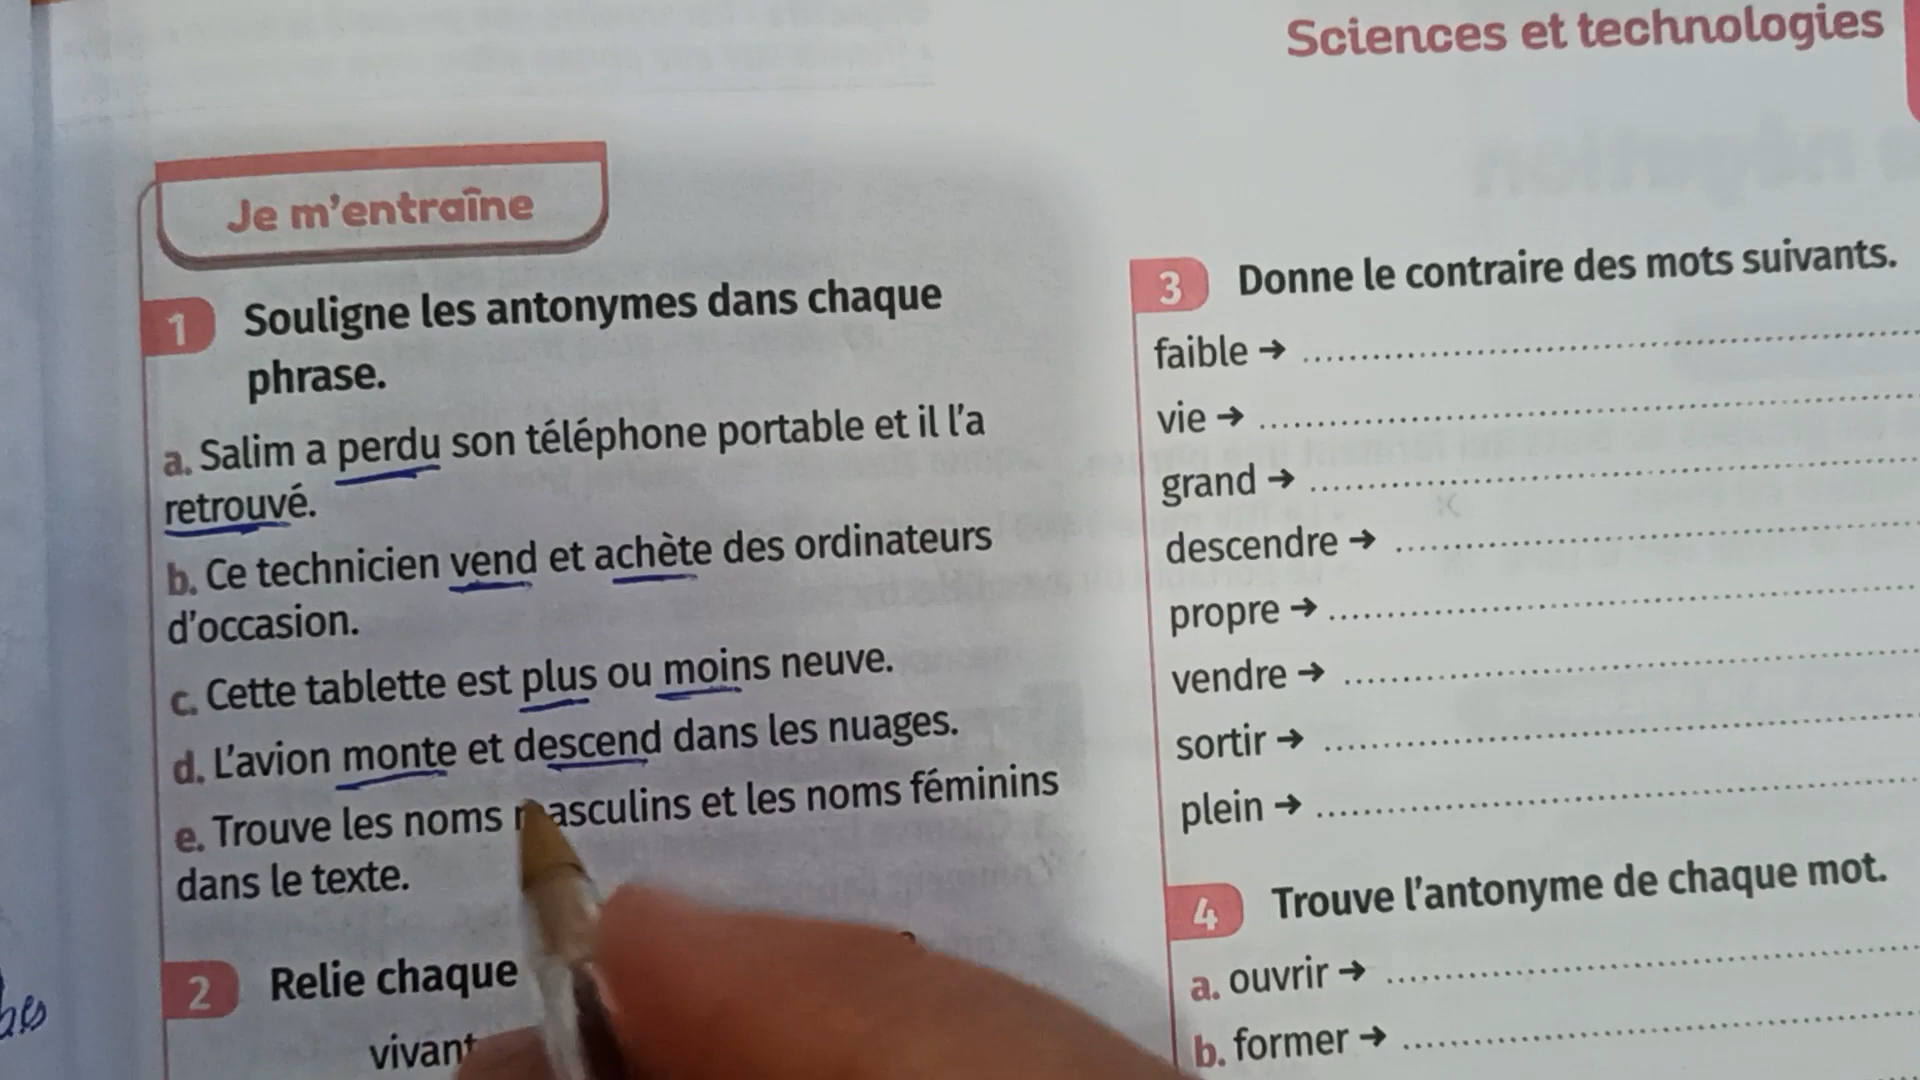 Sciences et technologies
Je m'entraîne
1 Souligne les antonymes dans chaque
phrase.
a. Salim a perdu son téléphone portable et il l'a
retrouvé.
b. Ce technicien vend et achète des ordinateurs
d'occasion.
c. Cette tablette est plus ou moins neuve.
d. L'avion monte et descend dans les nuages.
e. Trouve les noms masculins et les noms féminins
dans le texte.
2 Relie chaque
vivant
3 Donne le contraire des mots suivants.
faible →
vie →
grand →
descendre →
propre →
vendre →
sortir →
plein →
4 Trouve l'antonyme de chaque mot.
a. ouvrir →
b. former →